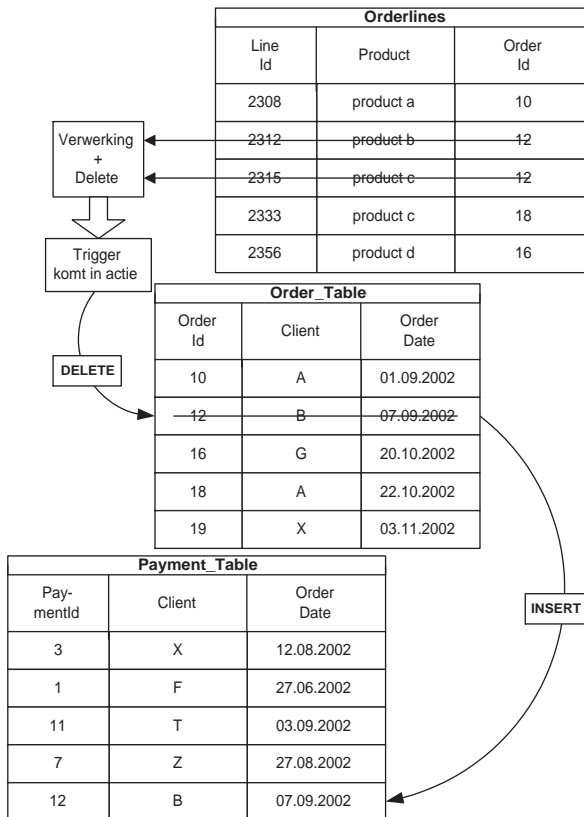 Orderlines
Line Id Product Order Id
2308 product a 10
2312 product b 12
2315 product c 12
2333 product c 18
2356 product d 16
Verwerking
+
Delete
Trigger
komt in actie
DELETE
Order_Table
Order Id Client Order Date
10 A 01.09.2002
12 B 07.09.2002
16 G 20.10.2002
18 A 22.10.2002
19 X 03.11.2002
INSERT
Payment_Table
Pay-mentId Client Order Date
3 X 12.08.2002
1 F 27.06.2002
11 T 03.09.2002
7 Z 27.08.2002
12 B 07.09.2002